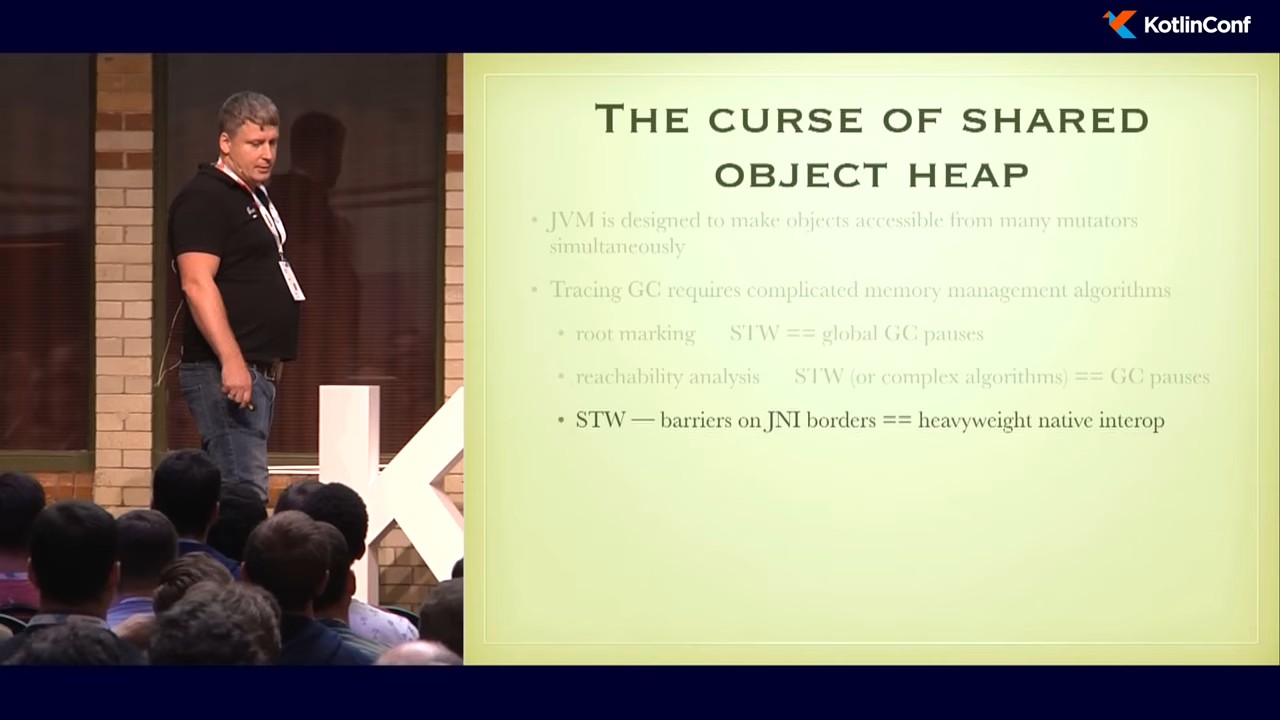 KotlinConf
THE CURSE OF SHARED
OBJECT HEAP
• JVM is designed to make objects accessible from many mutators
simultaneously
• Tracing GC requires complicated memory management algorithms
• root marking STW == global GC pauses
• reachability analysis STW (or complex algorithms) == GC pauses
• STW — barriers on JNI borders == heavyweight native interop
K